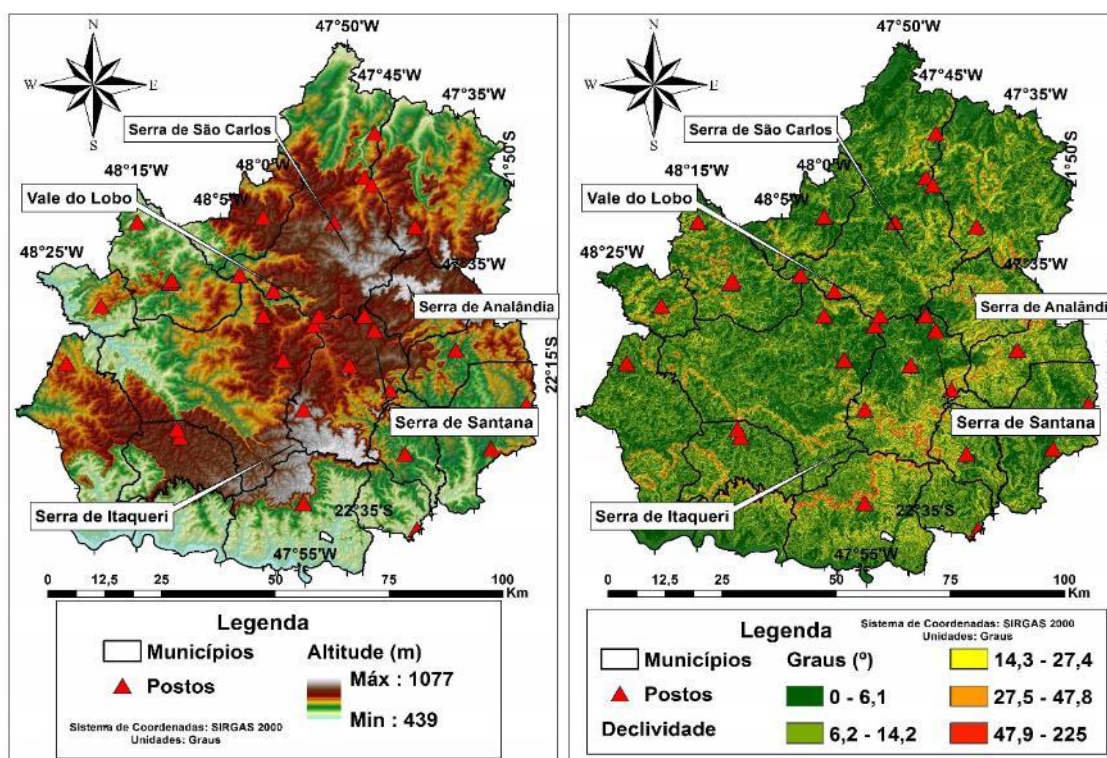 N
W
E
S
47°50'W
47°45'W
47°35'W
Serra de São Carlos
21°50'S
48°15'W
48°0'W
Vale do Lobo
48°5'W
48°25'W
47°35'W
Serra de Analândia
22°15'S
Serra de Santana
Serra de Itaqueri
22°35'S
47°55'W
0 12,5 25 50 75 100
Km
Legenda
Municípios
Postos
Altitude (m)
Máx : 1077
Min : 439
Sistema de Coordenadas: SIRGAS 2000
Unidades: Graus
N
W
E
S
47°50'W
47°45'W
47°35'W
Serra de São Carlos
21°50'S
48°15'W
48°0'W
Vale do Lobo
48°5'W
48°25'W
47°35'W
Serra de Analândi
22°15'S
Serra de Santana
Serra de Itaqueri
22°35'S
47°55'W
0 12,5 25 50 75 100
Km
Legenda
Sistema de Coordenadas: SIRGAS 2000
Unidades: Graus
Municípios
Postos
Declividade
Graus (º)
0 - 6,1
6,2 - 14,2
14,3 - 27,4
27,5 - 47,8
47,9 - 225